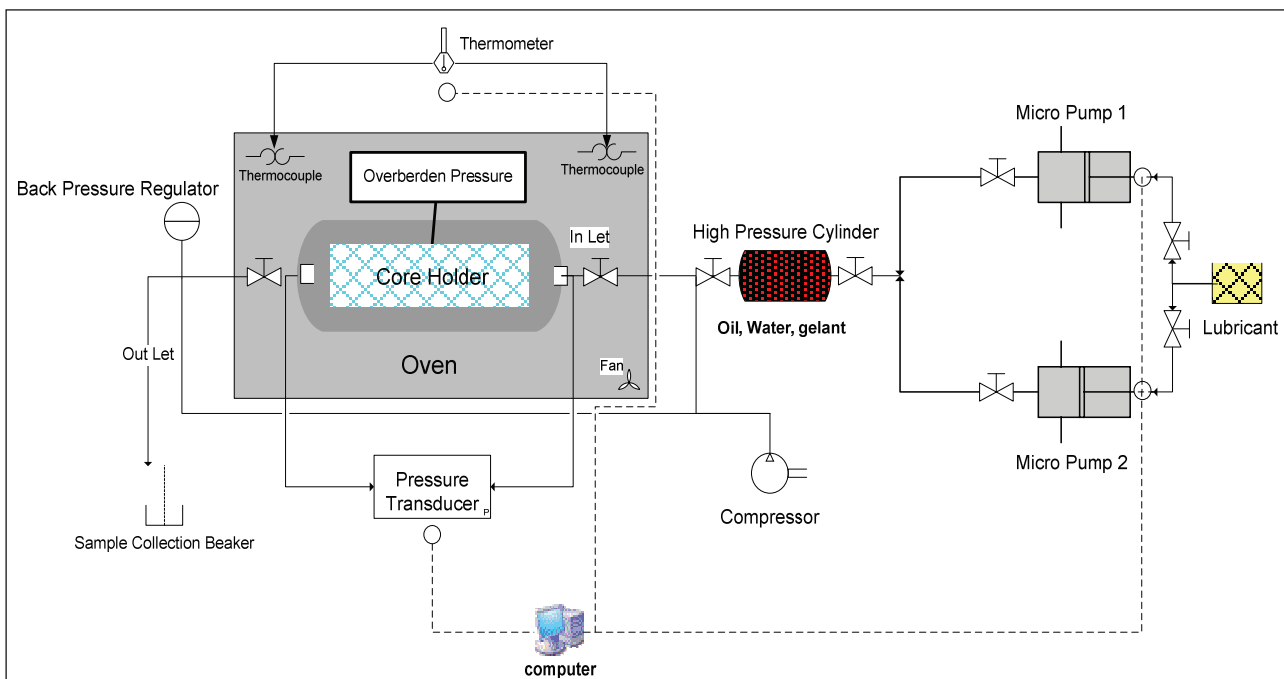 Thermometer
Micro Pump 1
Thermocouple
Thermocouple
Overberden Pressure
Back Pressure Regulator
In Let
High Pressure Cylinder
Core Holder
Oil, Water, gelant
Lubricant
Out Let
Oven
Fan
Micro Pump 2
Pressure
Transducer
P
Compressor
Sample Collection Beaker
computer